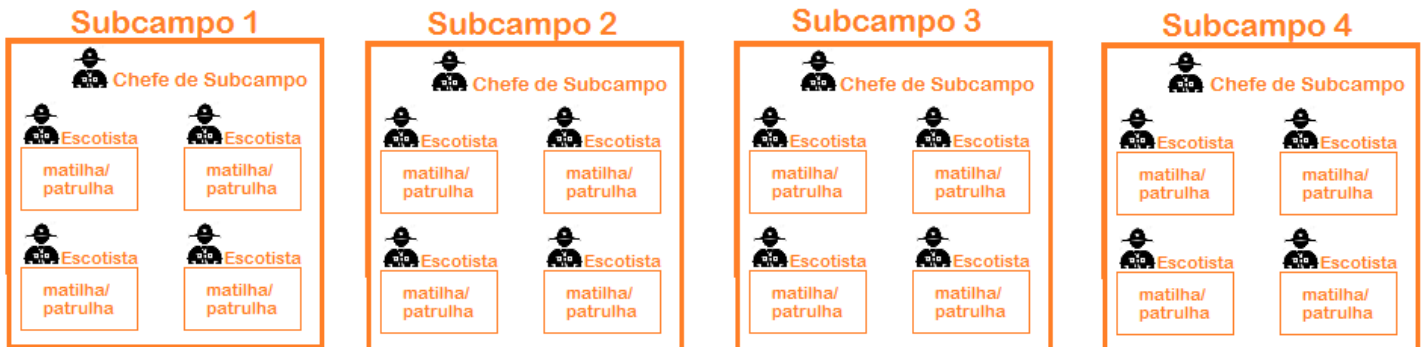 Subcampo 1
Chefe de Subcampo
Escotista
Escotista
matilha/
patrulha
matilha/
patrulha
Escotista
Escotista
matilha/
patrulha
matilha/
patrulha
Subcampo 2
Chefe de Subcampo
Escotista
Escotista
matilha/
patrulha
matilha/
patrulha
Escotista
Escotista
matilha/
patrulha
matilha/
patrulha
Subcampo 3
Chefe de Subcampo
Escotista
Escotista
matilha/
patrulha
matilha/
patrulha
Escotista
Escotista
matilha/
patrulha
matilha/
patrulha
Subcampo 4
Chefe de Subcampo
Escotista
Escotista
matilha/
patrulha
matilha/
patrulha
Escotista
Escotista
matilha/
patrulha
matilha/
patrulha